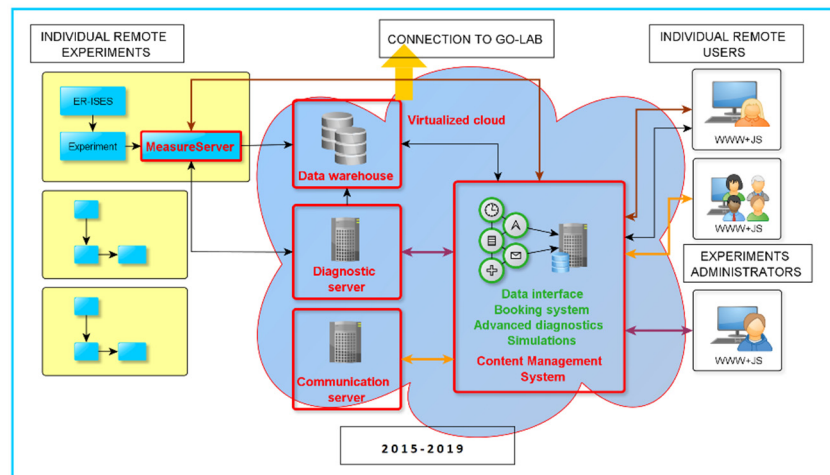 INDIVIDUAL REMOTE
EXPERIMENTS
CONNECTION TO GO-LAB
INDIVIDUAL REMOTE
USERS
ER-ISES
Experiment
MeasureServer
Virtualized cloud
Data warehouse
WWW+JS
Diagnostic
server
A
WWW+JS
Data interface
Booking system
Advanced diagnostics
Simulations
Content Management
System
EXPERIMENTS
ADMINISTRATORS
Communication
server
WWW+JS
2015-2019